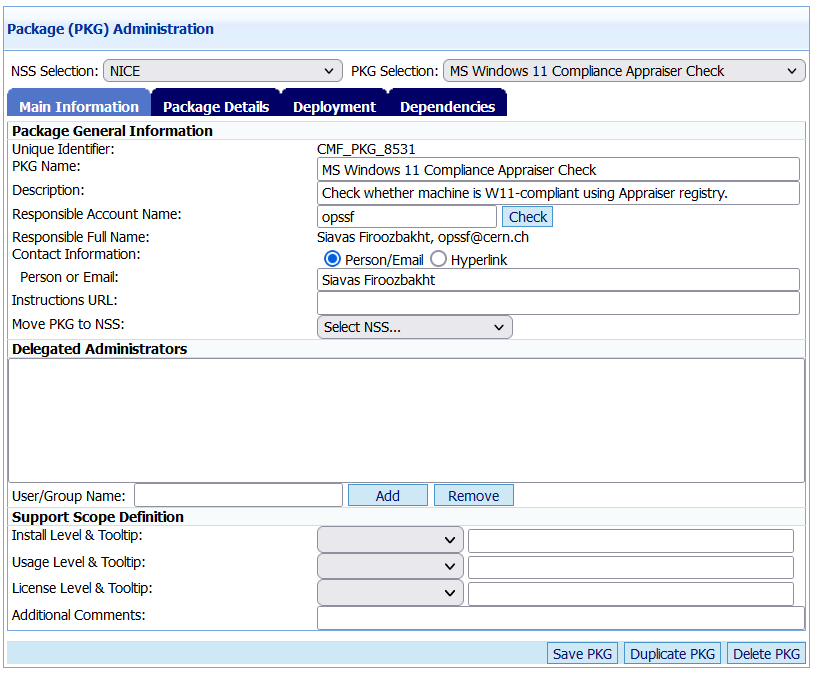 Package (PKG) Administration
NSS Selection: NICE PKG Selection: MS Windows 11 Compliance Appraiser Check
Main Information Package Details Deployment Dependencies
Package General Information
Unique Identifier: CMF_PKG_8531
PKG Name: MS Windows 11 Compliance Appraiser Check
Description: Check whether machine is W11-compliant using Appraiser registry.
Responsible Account Name: opssf Check
Responsible Full Name: Siavas Firoozbakht, opssf@cern.ch
Contact Information: Person/Email Hyperlink
Person or Email: Siavas Firoozbakht
Instructions URL:
Move PKG to NSS: Select NSS...
Delegated Administrators
User/Group Name: Add Remove
Support Scope Definition
Install Level & Tooltip:
Usage Level & Tooltip:
License Level & Tooltip:
Additional Comments:
Save PKG Duplicate PKG Delete PKG